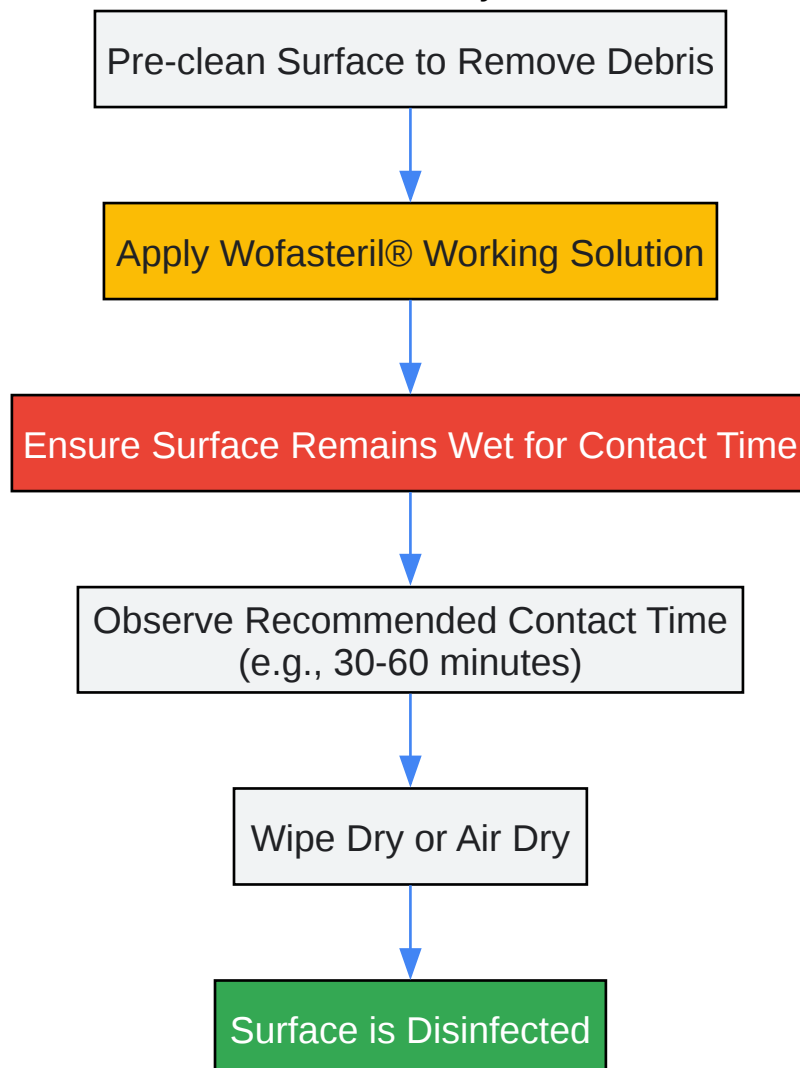 Pre-clean Surface to Remove Debris
Apply Wofasteril® Working Solution
Ensure Surface Remains Wet for Contact Time
Observe Recommended Contact Time
(e.g., 30-60 minutes)
Wipe Dry or Air Dry
Surface is Disinfected